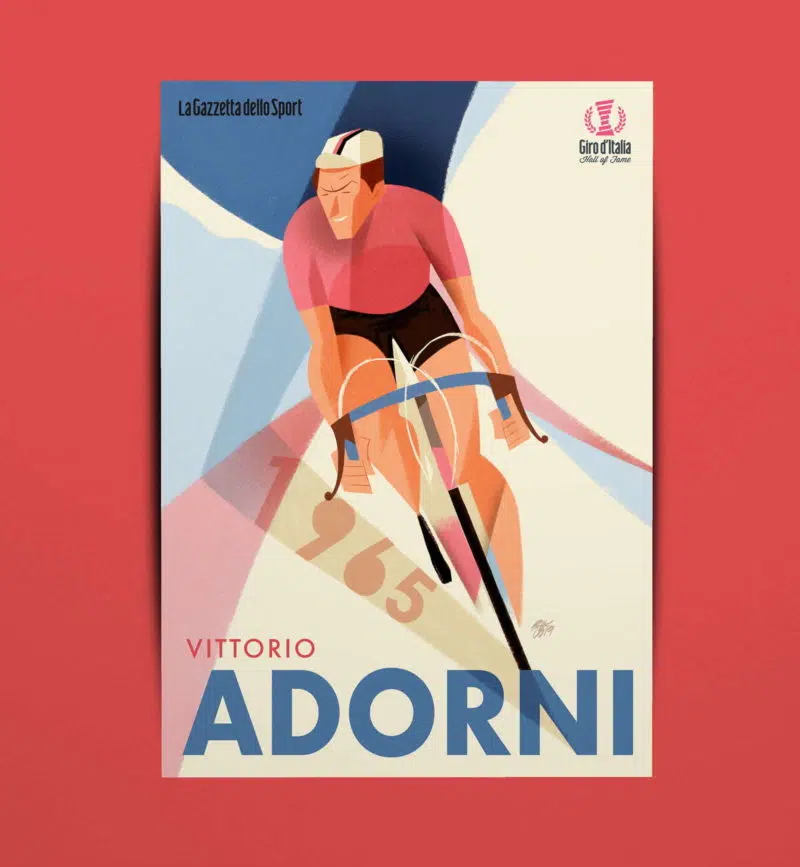 La Gazzetta dello Sport
Giro d'Italia
Hall of Fame
1965
VITTORIO
ADORNI